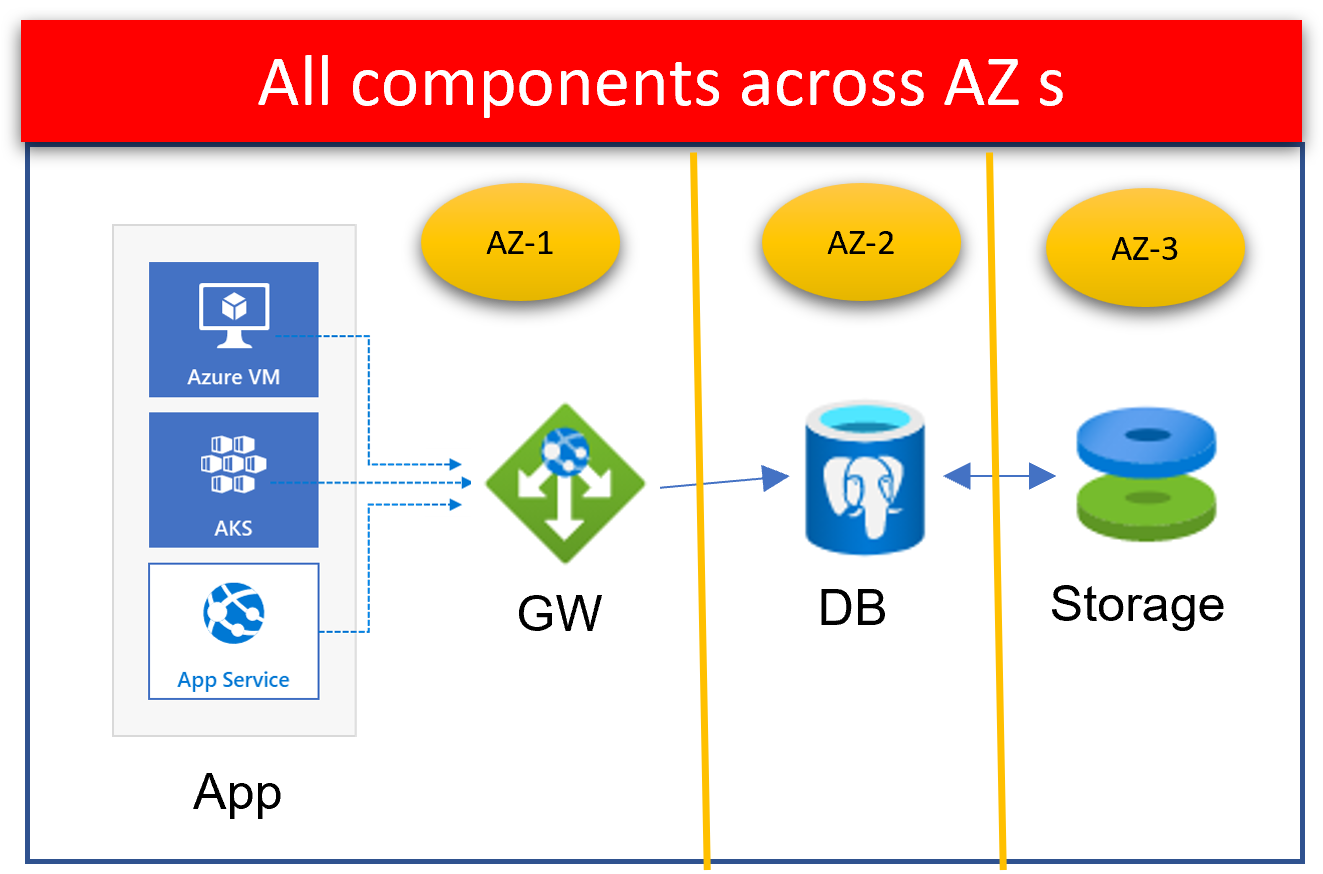 All components across AZ s
AZ-1
AZ-2
AZ-3
Azure VM
AKS
App Service
GW
DB
Storage
App